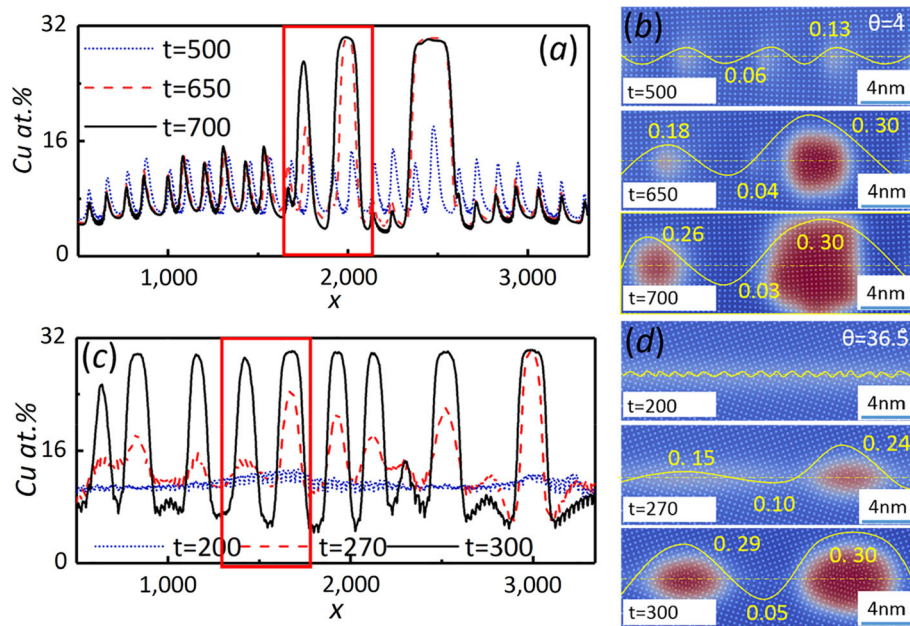 32
(a)
t=500
t=650
t=700
Cu at.%
16
0
1,000
2,000
3,000
x
(b)
θ=4°
0.13
0.06
t=500
4nm
0.18
0.30
0.04
t=650
4nm
0.26
0.30
0.03
t=700
4nm
32
(c)
Cu at.%
16
0
t=200
t=270
t=300
1,000
2,000
3,000
x
(d)
θ=36.5°
t=200
4nm
0.15
0.24
0.10
t=270
4nm
0.29
0.30
0.05
t=300
4nm